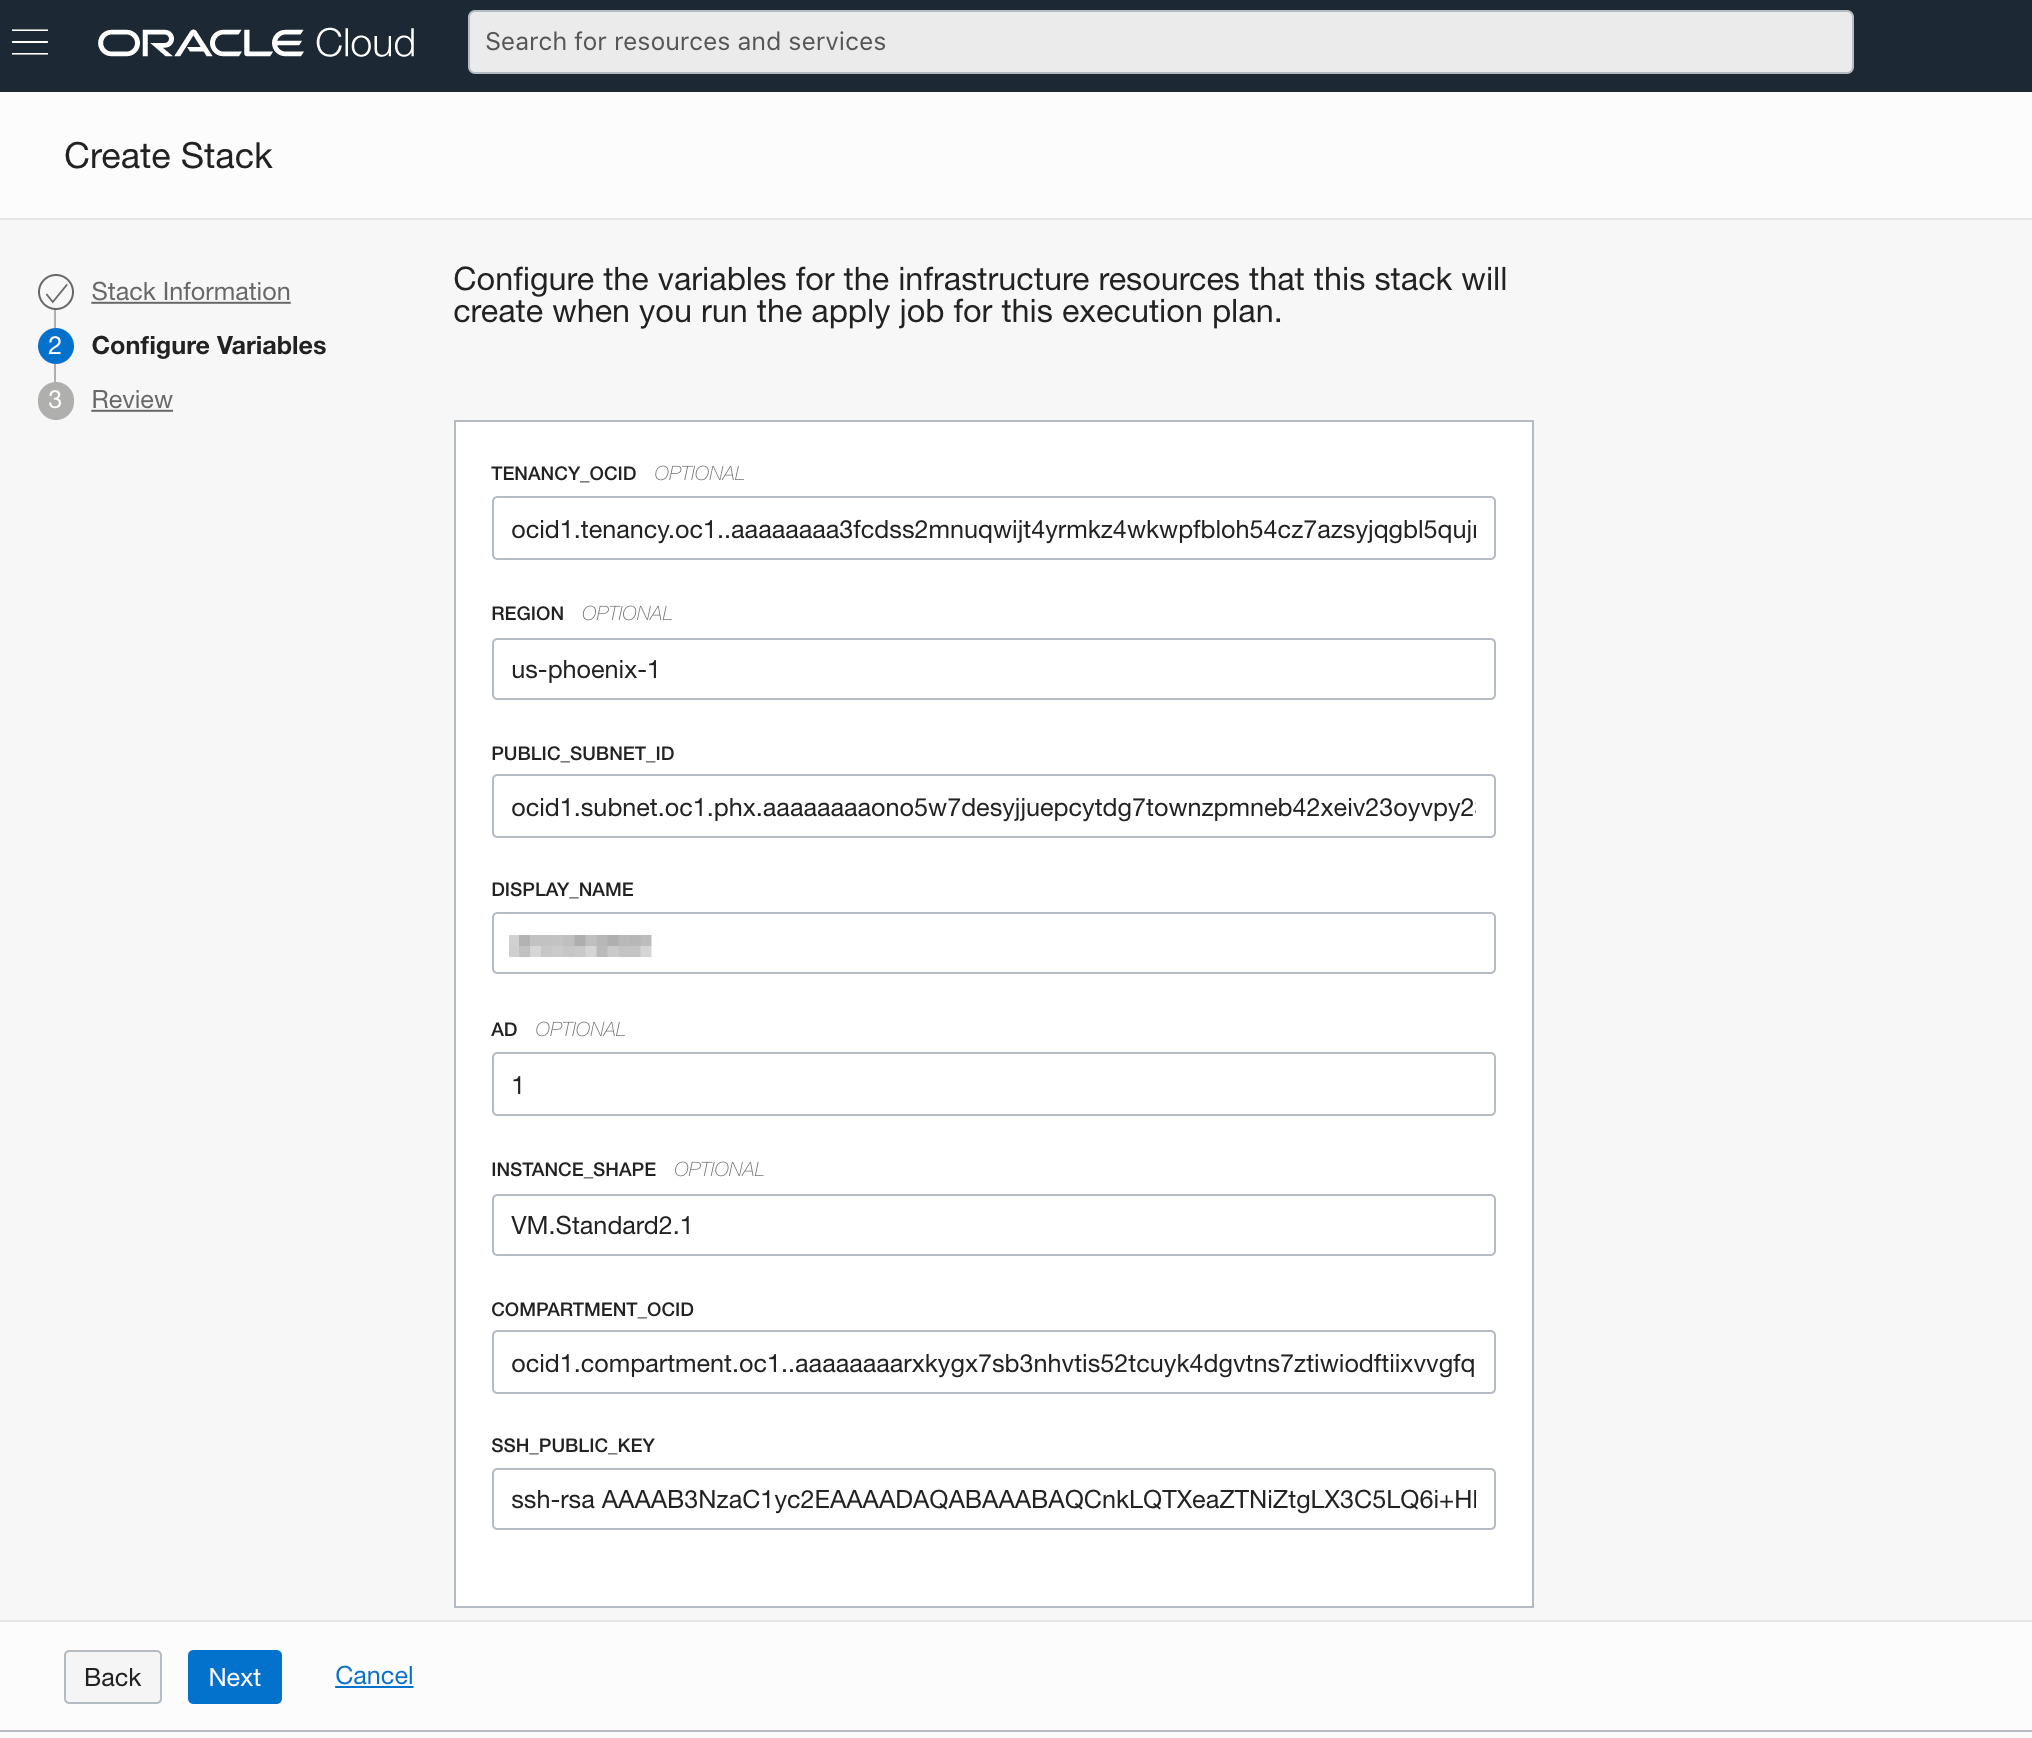 ORACLE Cloud
Search for resources and services
Create Stack
Stack Information
2 Configure Variables
3 Review
Configure the variables for the infrastructure resources that this stack will
create when you run the apply job for this execution plan.
TENANCY_OCID OPTIONAL
ocid1.tenancy.oc1..aaaaaaaa3fcdss2mnuqwijt4yrmkz4wkwpfbloh54cz7azsyjqgbl5quj
REGION OPTIONAL
us-phoenix-1
PUBLIC_SUBNET_ID
ocid1.subnet.oc1.phx.aaaaaaaaono5w7desyjjuepcytdg7townzpmneb42xeiv23oyvpy2
DISPLAY_NAME
AD OPTIONAL
1
INSTANCE_SHAPE OPTIONAL
VM.Standard2.1
COMPARTMENT_OCID
ocid1.compartment.oc1..aaaaaaaarxkygx7sb3nhvtis52tcuyk4dgvtns7ztiwiodftiixvvgfq
SSH_PUBLIC_KEY
ssh-rsa AAAAB3NzaC1yc2EAAAADAQABAAABAQCnkLQTXeaZTNiZtgLX3C5LQ6i+H
Back
Next
Cancel